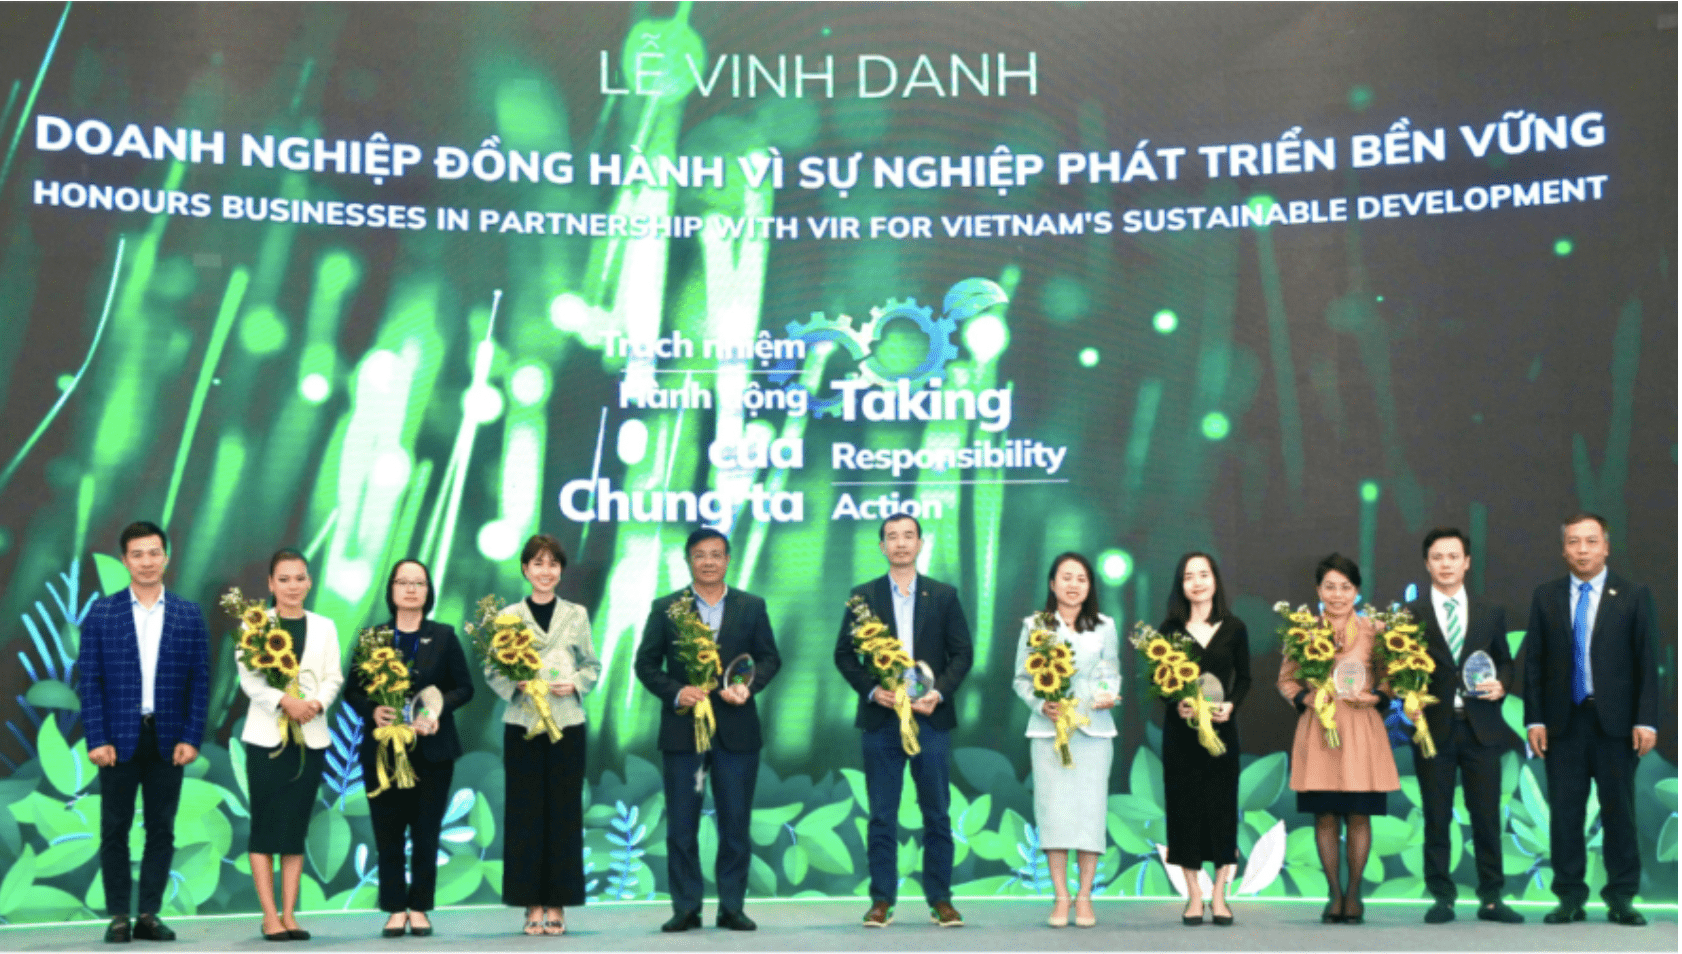 LỄ VINH DANH
DOANH NGHIỆP ĐỒNG HÀNH VÌ SỰ NGHIỆP PHÁT TRIỂN BỀN VỮNG
HONOURS BUSINESSES IN PARTNERSHIP WITH VIR FOR VIETNAM'S SUSTAINABLE DEVELOPMENT
Trách nhiệm
Hành động
của
Chúng ta
Taking
Responsibility
Action